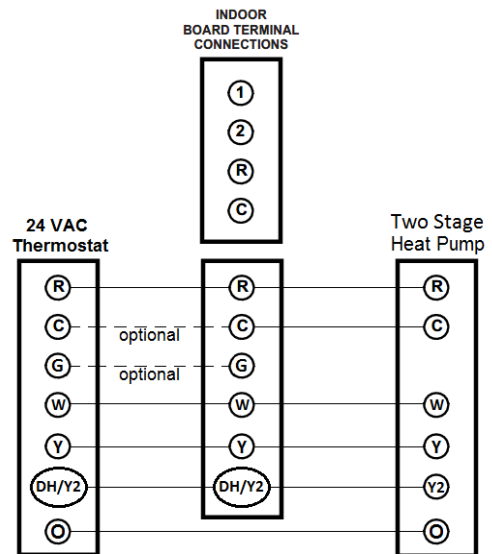 INDOOR
BOARD TERMINAL
CONNECTIONS
1
2
R
C
24 VAC
Thermostat
Two Stage
Heat Pump
R R R
C optional C C
G optional G
W W W
Y Y Y
DH/Y2 DH/Y2 Y2
O O